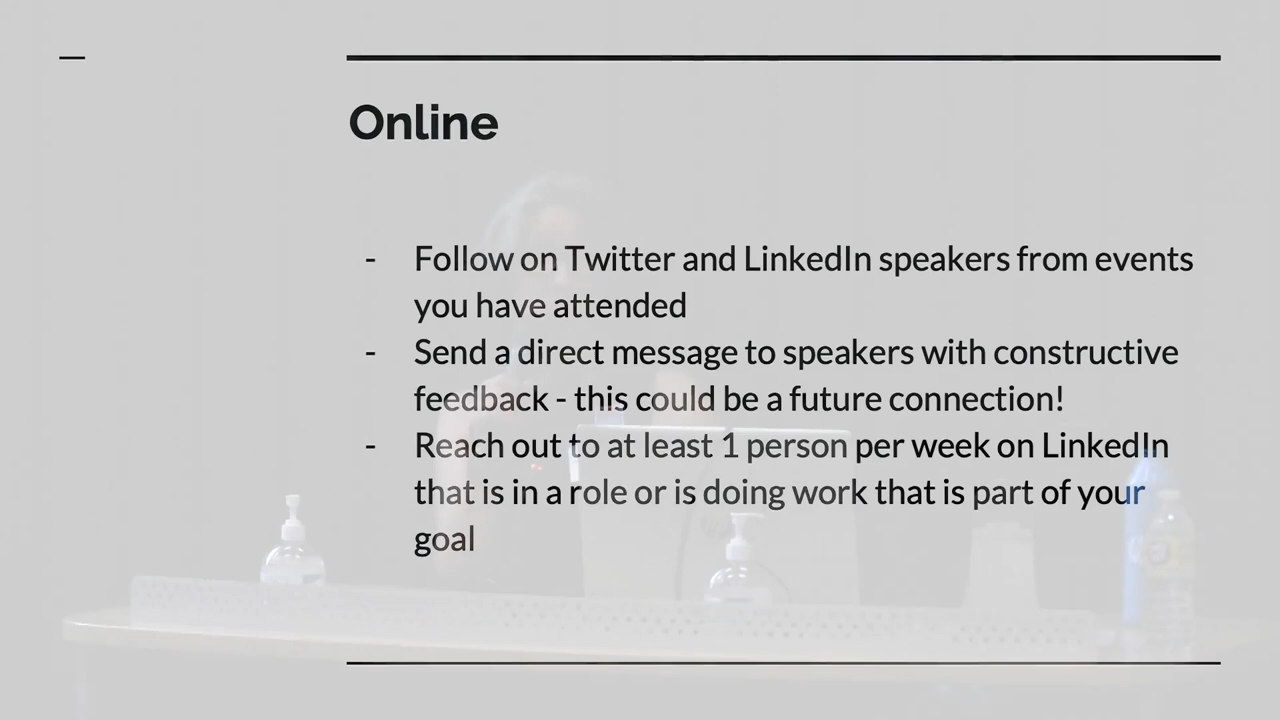 Online
- Follow on Twitter and LinkedIn speakers from events
you have attended
- Send a direct message to speakers with constructive
feedback - this could be a future connection!
- Reach out to at least 1 person per week on LinkedIn
that is in a role or is doing work that is part of your
goal